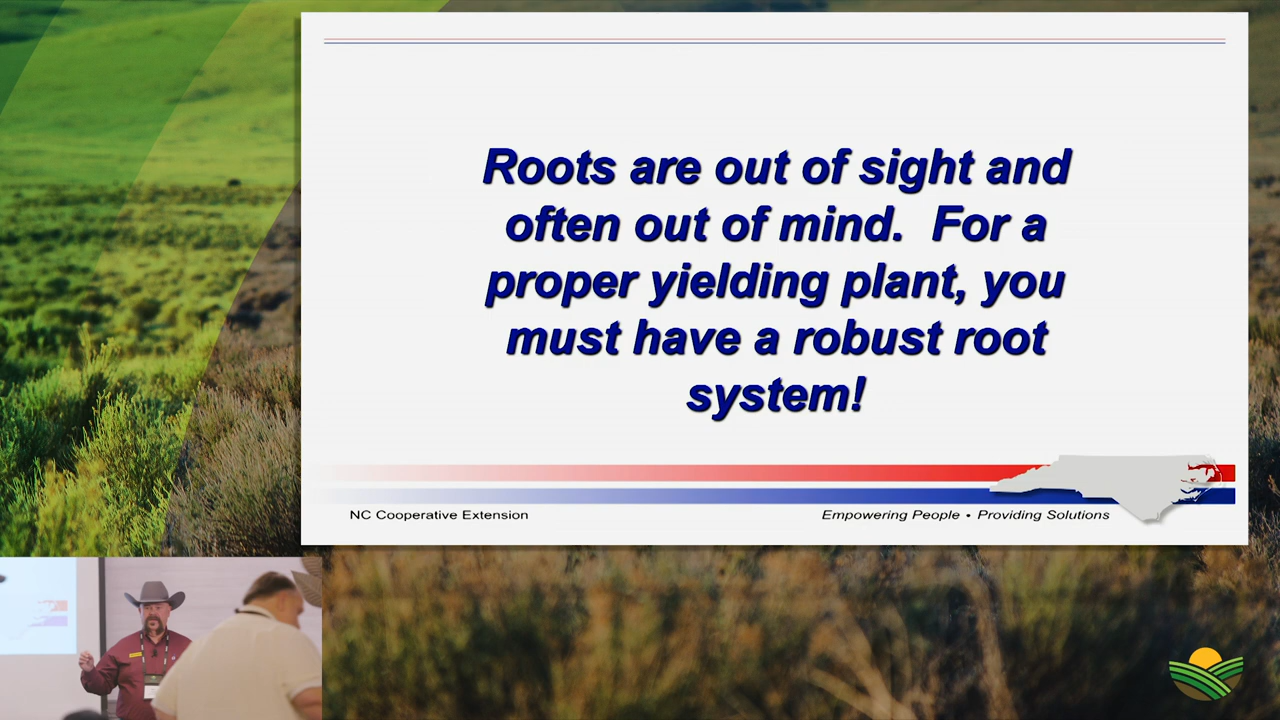 Roots are out of sight and
often out of mind.  For a
proper yielding plant, you
must have a robust root
system!
NC Cooperative Extension
Empowering People • Providing Solutions